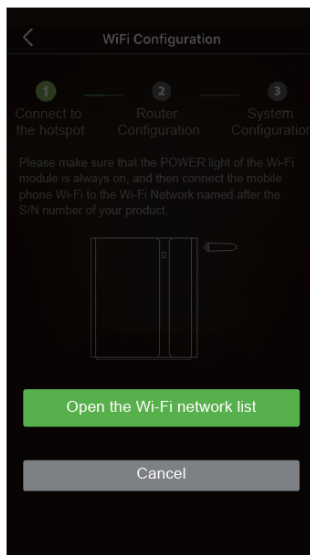 WiFi Configuration
1 2 3
Connect to the hotspot
Router Configuration
System Configuration
Please make sure that the POWER light of the Wi-Fi
module is always on, and then connect the mobile
phone Wi-Fi to the Wi-Fi Network named after the
S/N number of your product.
Open the Wi-Fi network list
Cancel